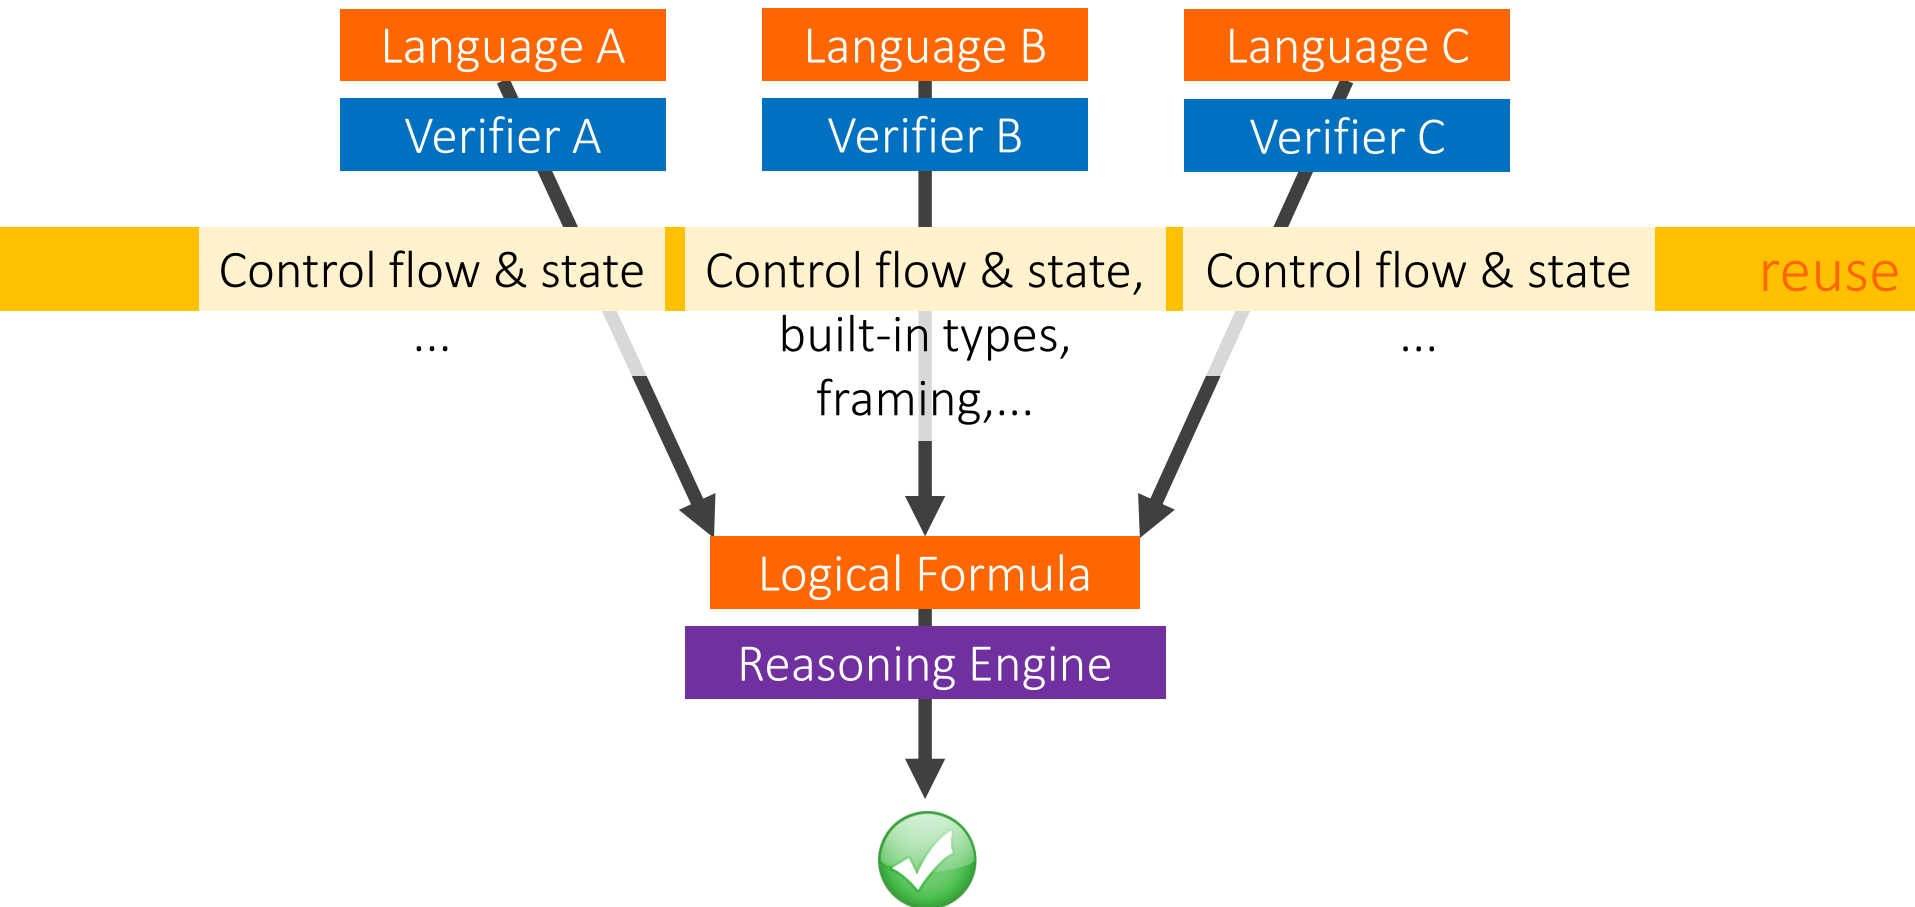 Language A
Language B
Language C
Verifier A
Verifier B
Verifier C
Control flow & state
...
Control flow & state,
built-in types,
framing,...
Control flow & state
...
reuse
Logical Formula
Reasoning Engine